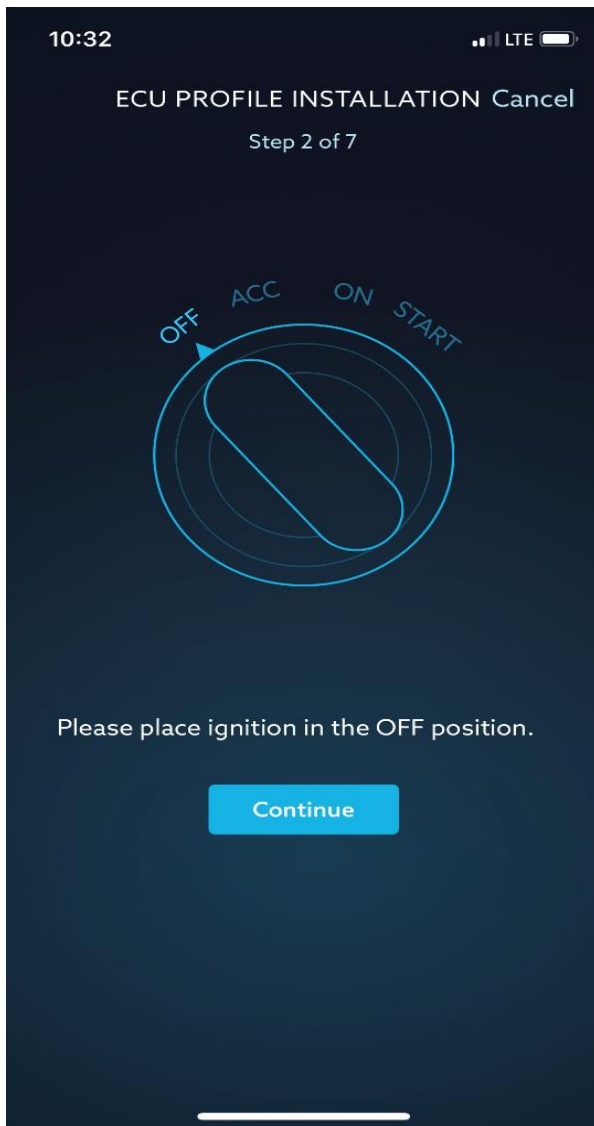 10:32
LTE
ECU PROFILE INSTALLATION Cancel
Step 2 of 7
OFF ACC ON START
Please place ignition in the OFF position.
Continue